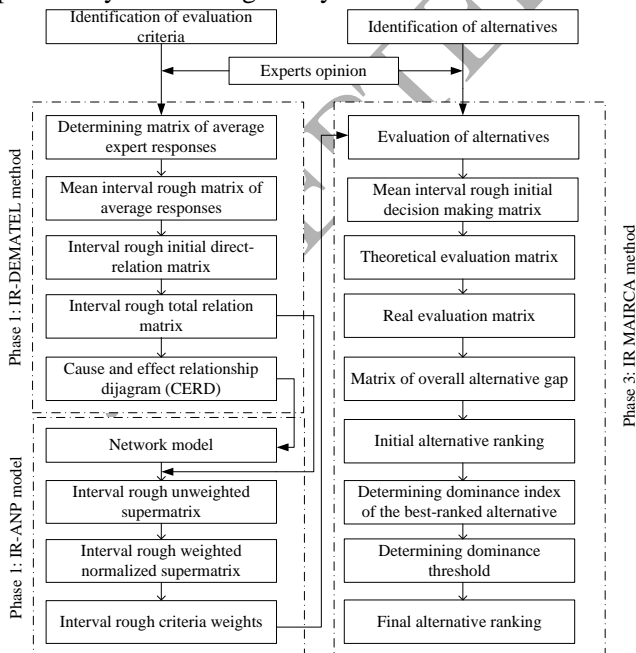 Identification of evaluation
criteria
Identification of alternatives
Experts opinion
Phase 1: IR-DEMATEL method
Determining matrix of average
expert responses
Mean interval rough matrix of
average responses
Interval rough initial direct-
relation matrix
Interval rough total relation
matrix
Cause and effect relationship
dijagram (CERD)
Phase 1: IR-ANP model
Network model
Interval rough unweighted
supermatrix
Interval rough weighted
normalized supermatrix
Interval rough criteria weights
Phase 3: IR MAIRCA method
Evaluation of alternatives
Mean interval rough initial
decision making matrix
Theoretical evaluation matrix
Real evaluation matrix
Matrix of overall alternative gap
Initial alternative ranking
Determining dominance index
of the best-ranked alternative
Determining dominance
threshold
Final alternative ranking